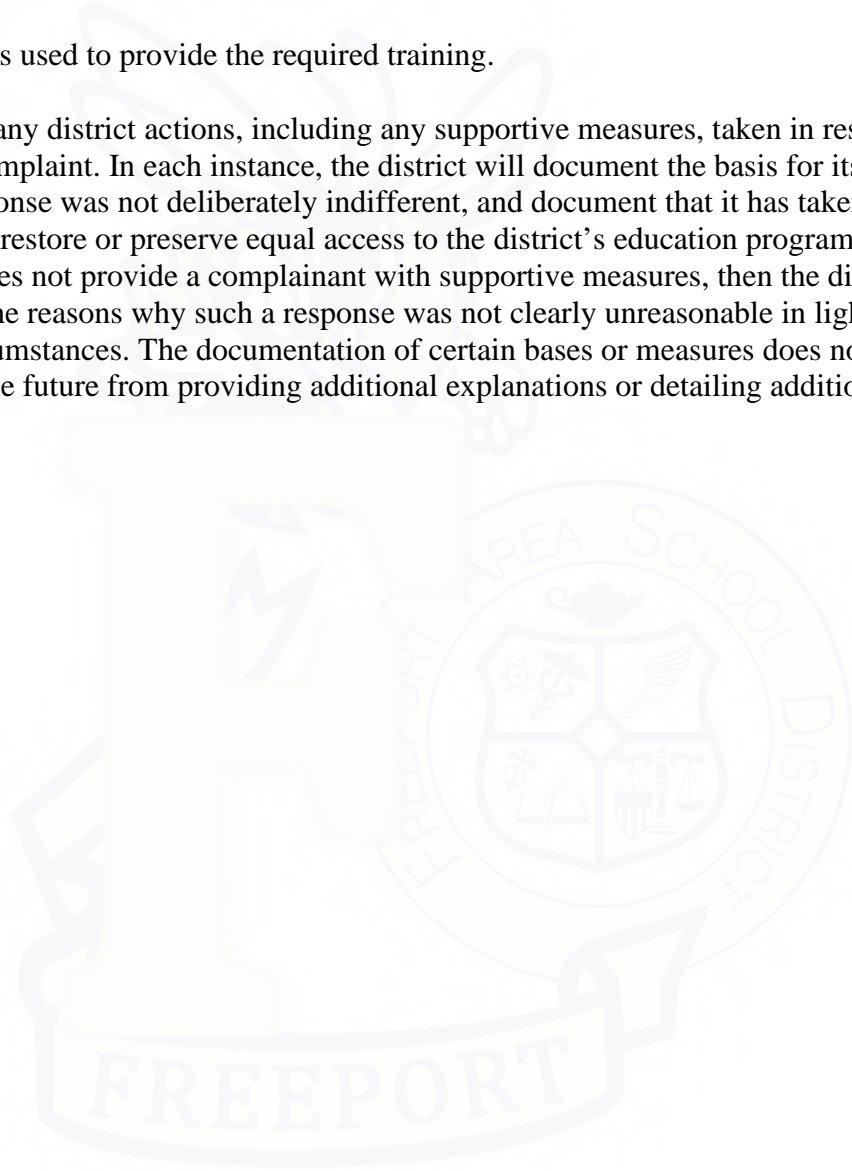 s used to provide the required training.
any district actions, including any supportive measures, taken in res
mplaint. In each instance, the district will document the basis for its
onse was not deliberately indifferent, and document that it has taken
restore or preserve equal access to the district’s education program
es not provide a complainant with supportive measures, then the di
he reasons why such a response was not clearly unreasonable in ligh
umstances. The documentation of certain bases or measures does no
e future from providing additional explanations or detailing additio
FREEPORT AREA SCHOOL DISTRICT
FREEPORT